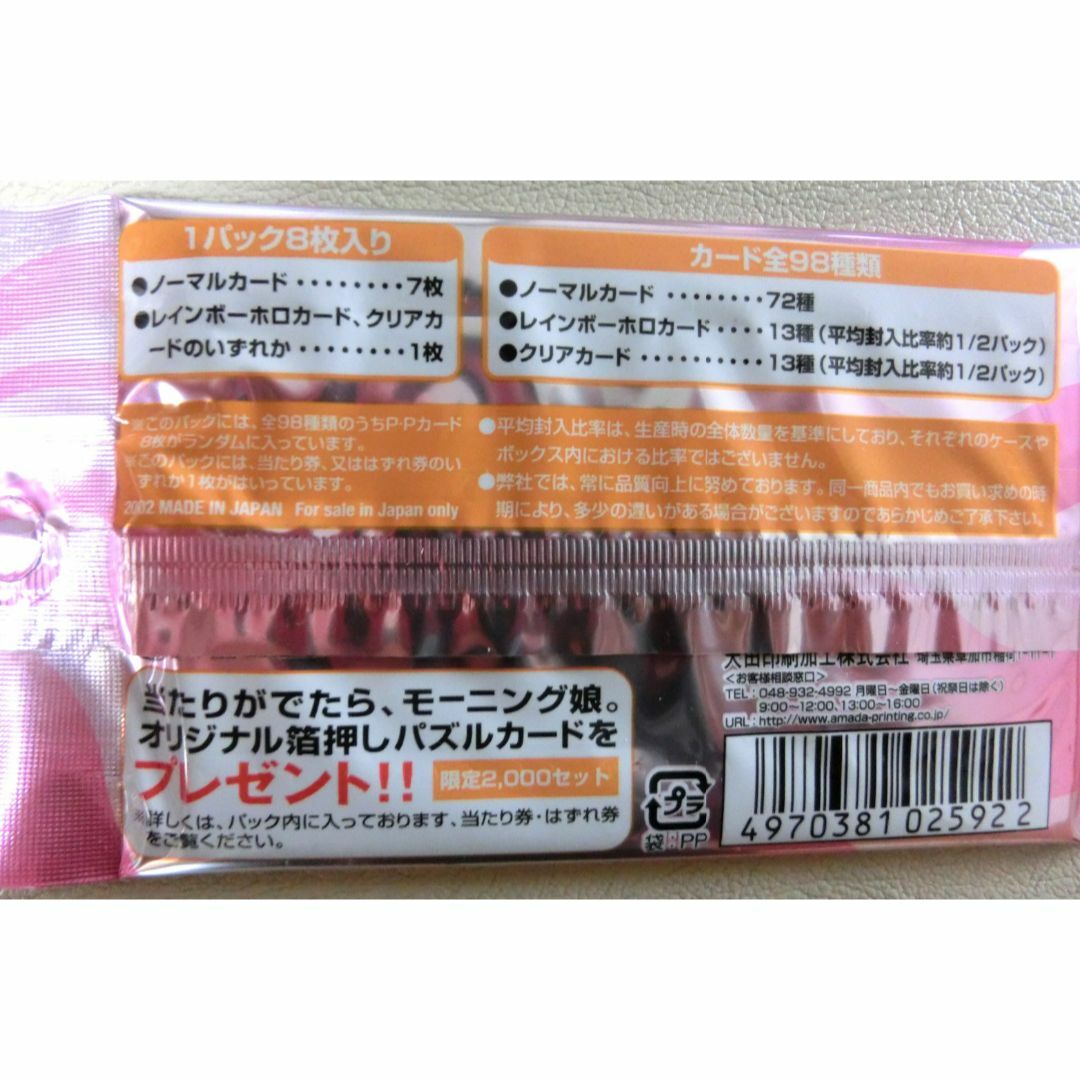 1パック8枚入り
●ノーマルカード・・・・・・・・7枚
●レインボーホロカード、クリアカ
ードのいずれか・・・・・・・・1枚
カード全98種類
●ノーマルカード・・・・・・・・72種
●レインボーホロカード・・・・13種(平均封入比率約1/2パック)
●クリアカード・・・・・・・・・・13種(平均封入比率約1/2パック)
※このパックには、全98種類のうちP・Pカード
8枚がランダムに入っています。
※このパックには、当たり券、又ははずれ券のい
ずれか1枚がはいっています。
2002 MADE IN JAPAN For sale in Japan only
●平均封入比率は、生産時の全体数量を基準にしており、それぞれのケースや
ボックス内における比率ではございません。
●弊社では、常に品質向上に努めております。同一商品内でもお買い求めの時
期により、多少の違いがある場合がございますのであらかじめご了承下さい。
当たりがでたら、モーニング娘。
オリジナル箔押しパズルカードを
プレゼント!!
限定2,000セット
※詳しくは、パック内に入っております、当たり券・はずれ券
をご覧ください。
印刷加工株式会社 埼玉県草加市稲荷
<お客様相談窓口>
TEL:048-932-4992 月曜日~金曜日(祝祭日は除く)
9:00~12:00、13:00~16:00
URL:http://www.amada-printing.co.jp/
プラ
袋:PP
4970381025922